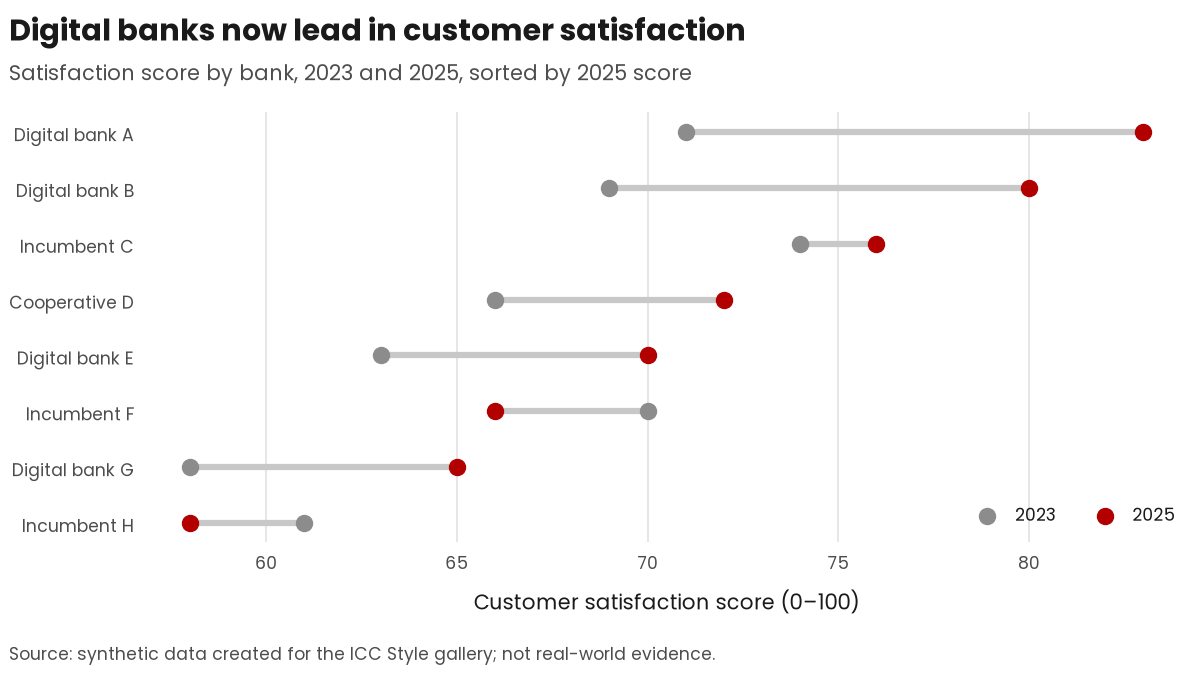 Digital banks now lead in customer satisfaction
Satisfaction score by bank, 2023 and 2025, sorted by 2025 score
Digital bank A
Digital bank B
Incumbent C
Cooperative D
Digital bank E
Incumbent F
Digital bank G
Incumbent H
2023 2025
60 65 70 75 80
Customer satisfaction score (0–100)
Source: synthetic data created for the ICC Style gallery; not real-world evidence.